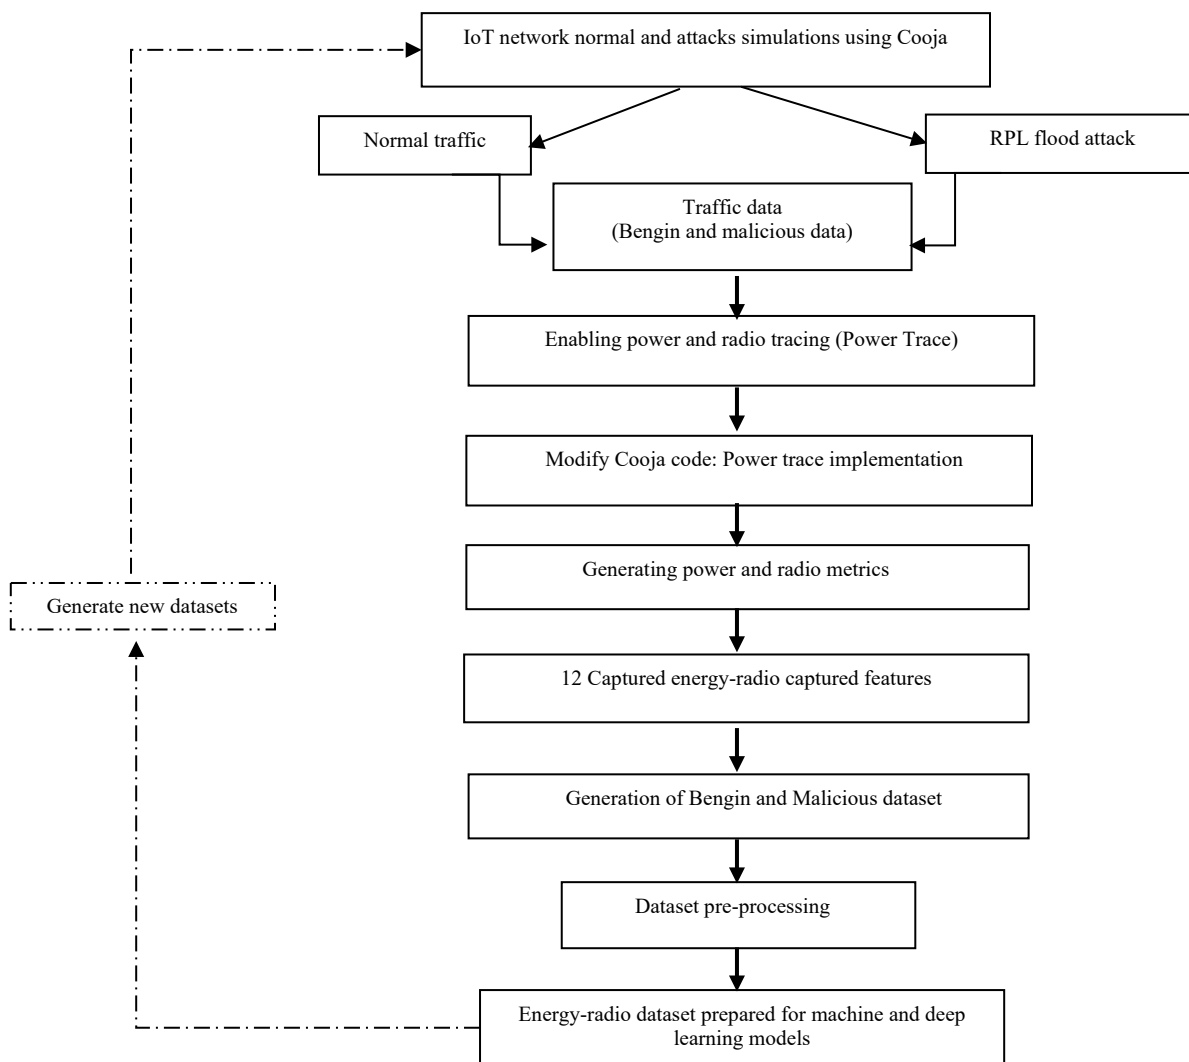 IoT network normal and attacks simulations using Cooja
Normal traffic
RPL flood attack
Traffic data
(Bengin and malicious data)
Enabling power and radio tracing (Power Trace)
Modify Cooja code: Power trace implementation
Generating power and radio metrics
Generate new datasets
12 Captured energy-radio captured features
Generation of Bengin and Malicious dataset
Dataset pre-processing
Energy-radio dataset prepared for machine and deep
learning models